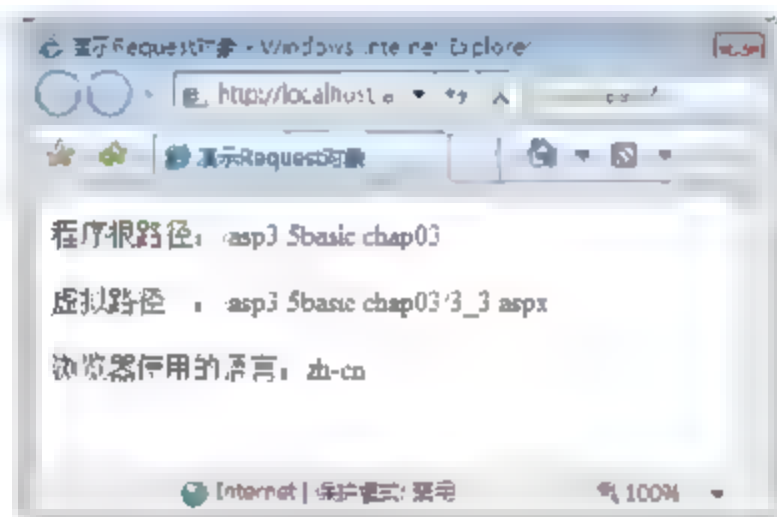 演示Request对象 - Windows Internet Explorer
http://localhost
演示Request对象
程序根路径：asp3 5basic chap03
虚拟路径 ：asp3 5basic chap03/3_3 aspx
浏览器使用的语言：zh-cn
Internet | 保护模式: 禁用 100%